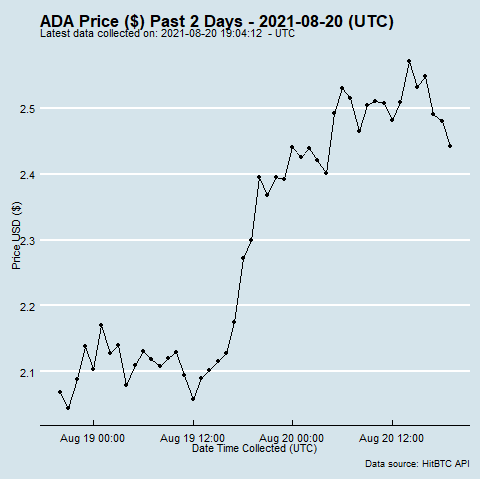 ADA Price ($) Past 2 Days - 2021-08-20 (UTC)
Latest data collected on: 2021-08-20 19:04:12  - UTC
2.5
2.4
2.3
2.2
2.1
Price USD ($)
Aug 19 00:00 Aug 19 12:00 Aug 20 00:00 Aug 20 12:00
Date Time Collected (UTC)
Data source: HitBTC API